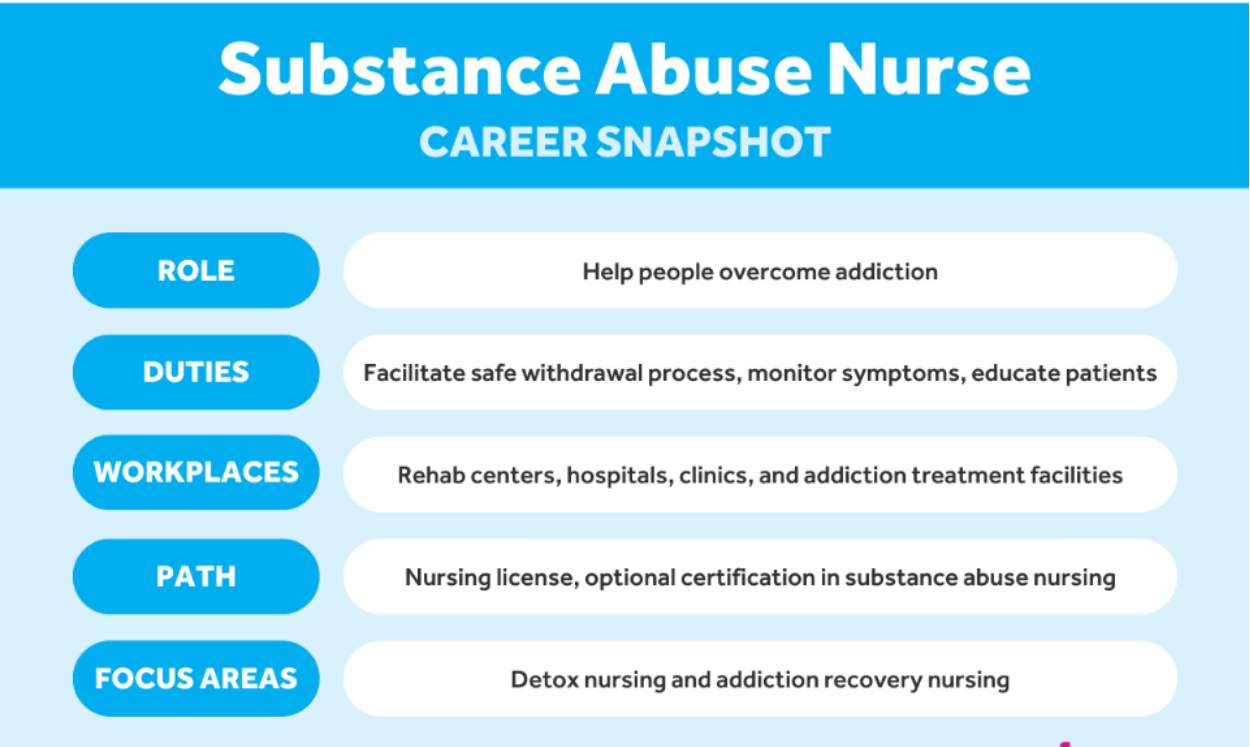 Substance Abuse Nurse
CAREER SNAPSHOT
ROLE
Help people overcome addiction
DUTIES
Facilitate safe withdrawal process, monitor symptoms, educate patients
WORKPLACES
Rehab centers, hospitals, clinics, and addiction treatment facilities
PATH
Nursing license, optional certification in substance abuse nursing
FOCUS AREAS
Detox nursing and addiction recovery nursing